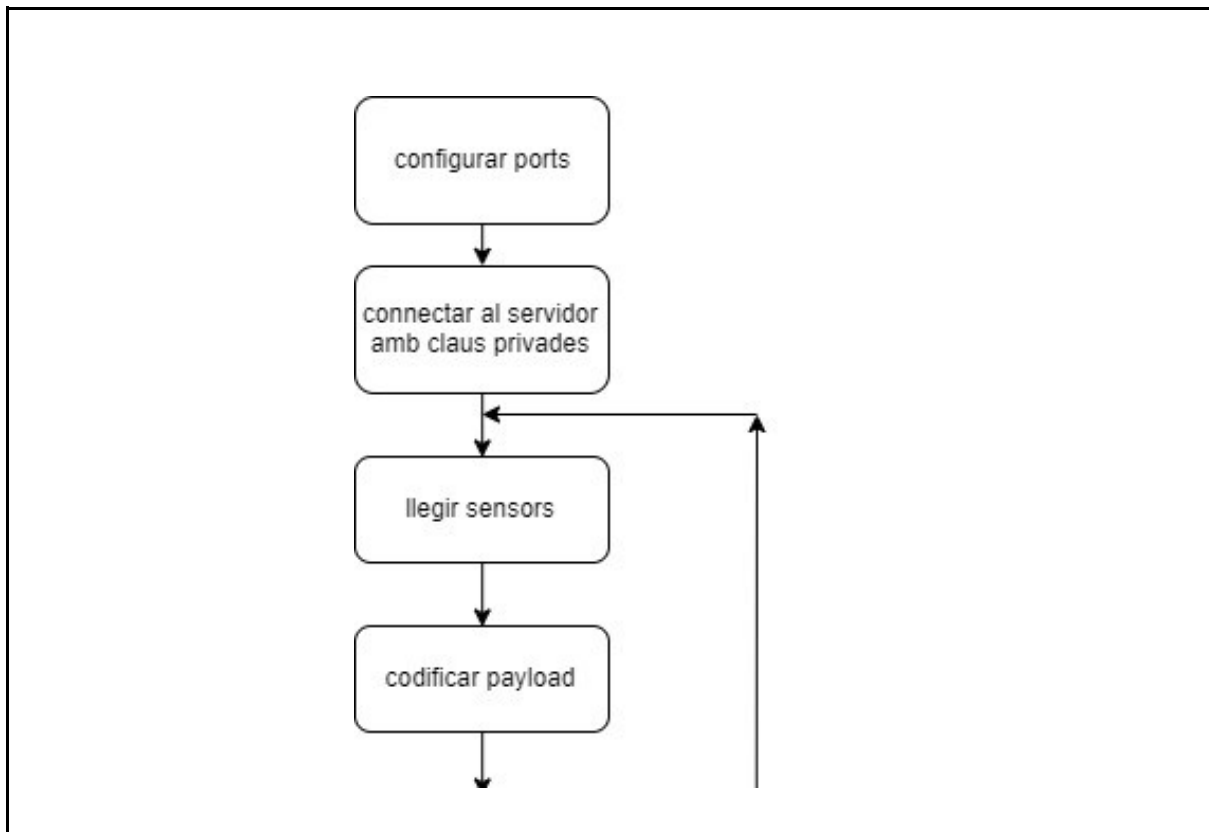 configurar ports
connectar al servidor
amb claus privades
llegir sensors
codificar payload